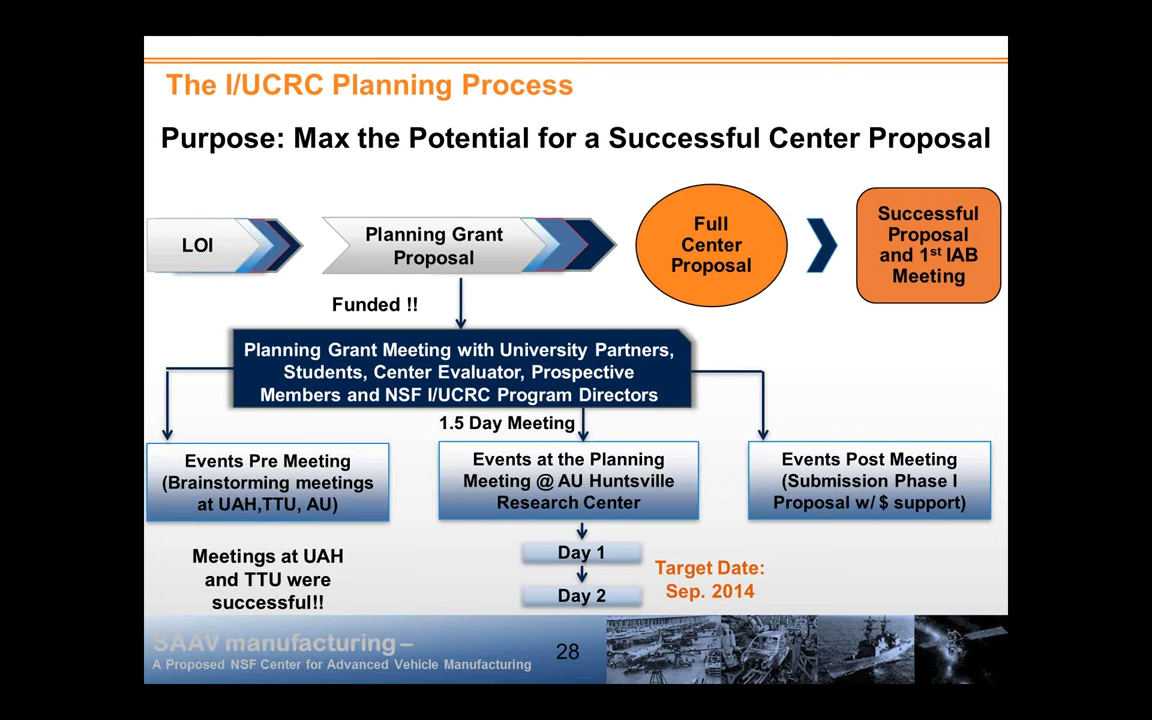 The I/UCRC Planning Process
Purpose: Max the Potential for a Successful Center Proposal
LOI
Planning Grant
Proposal
Full
Center
Proposal
Successful
Proposal
and 1st IAB
Meeting
Funded !!
Planning Grant Meeting with University Partners,
Students, Center Evaluator, Prospective
Members and NSF I/UCRC Program Directors
1.5 Day Meeting
Events Pre Meeting
(Brainstorming meetings
at UAH,TTU, AU)
Events at the Planning
Meeting @ AU Huntsville
Research Center
Events Post Meeting
(Submission Phase I
Proposal w/ $ support)
Meetings at UAH
and TTU were
successful!!
Day 1
Day 2
Target Date:
Sep. 2014
SAAV manufacturing –
A Proposed NSF Center for Advanced Vehicle Manufacturing
28